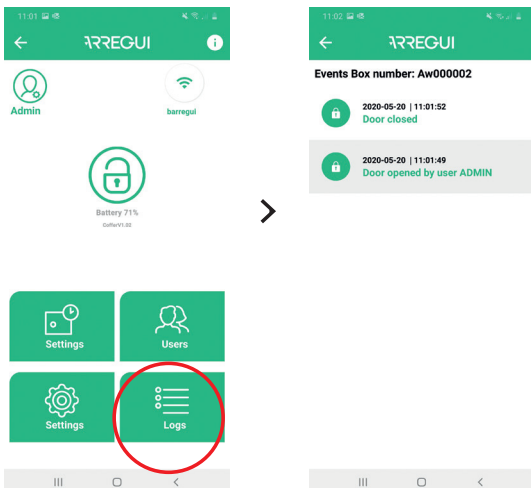 11:01
ARREGUI
i
Admin
barregui
Battery 71%
CofferV1.02
Settings
Users
Settings
Logs
11:02
ARREGUI
Events Box number: Aw000002
2020-05-20 | 11:01:52
Door closed
2020-05-20 | 11:01:49
Door opened by user ADMIN